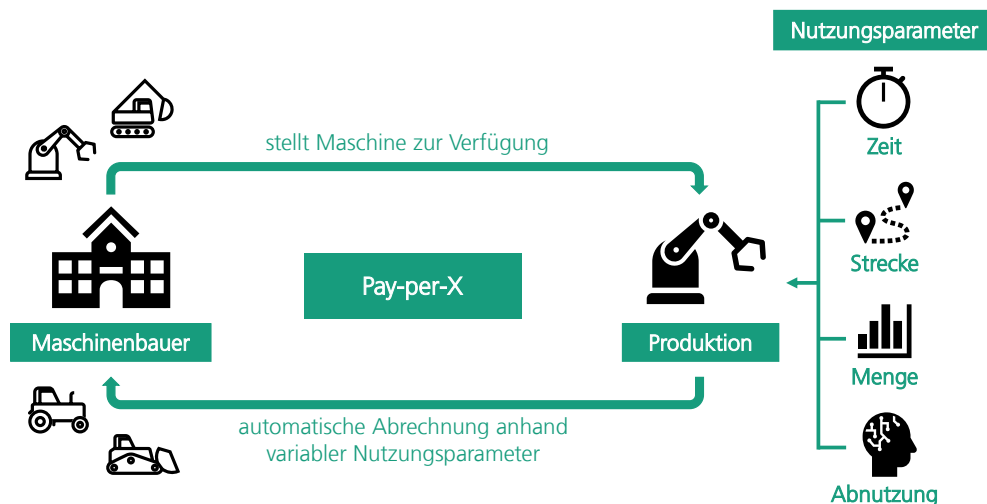 Nutzungsparameter
stellt Maschine zur Verfügung
Zeit
Strecke
Pay-per-X
Maschinenbauer
Produktion
Menge
automatische Abrechnung anhand
variabler Nutzungsparameter
Abnutzung